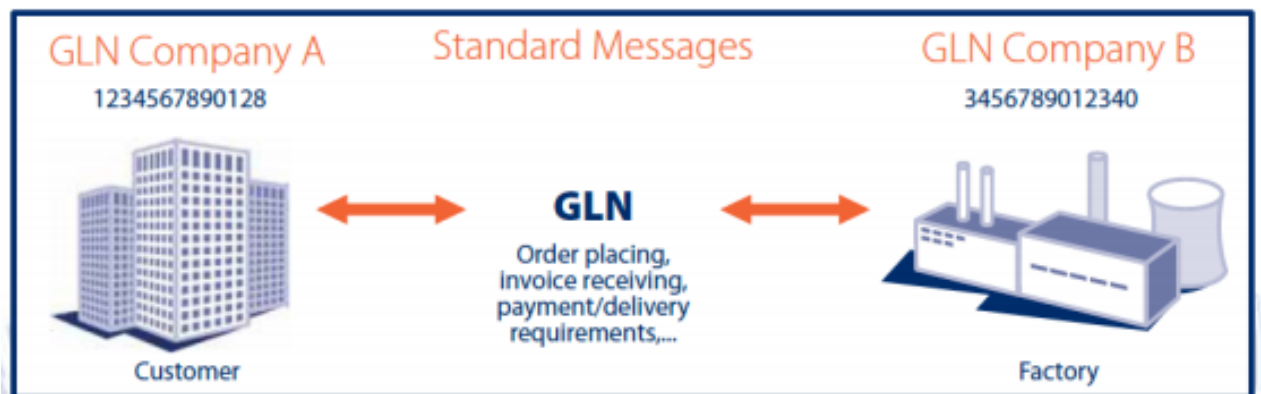 GLN Company A
Standard Messages
GLN Company B
1234567890128
3456789012340
GLN
Order placing,
invoice receiving,
payment/delivery
requirements,...
Customer
Factory